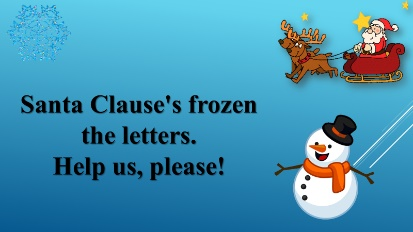 Santa Clause's frozen
the letters.
Help us, please!